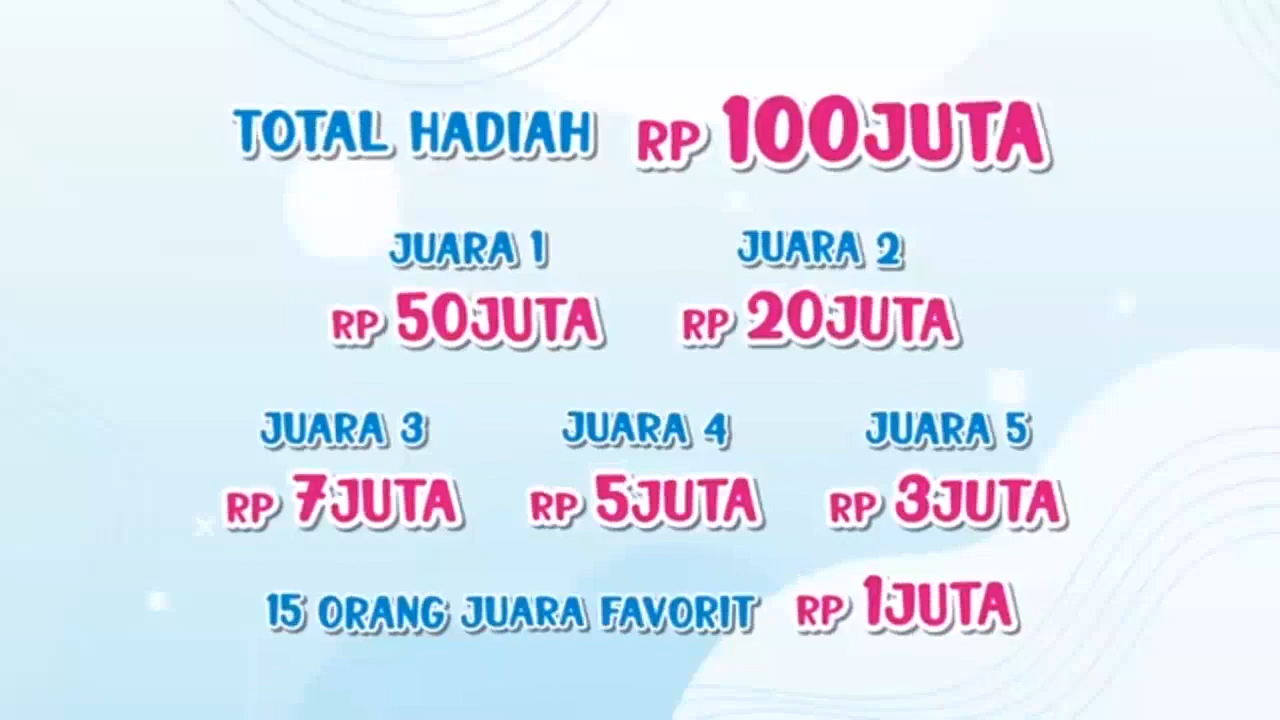 TOTAL HADIAH RP 100JUTA
JUARA 1 JUARA 2
RP 50JUTA RP 20JUTA
JUARA 3 JUARA 4 JUARA 5
RP 7JUTA RP 5JUTA RP 3JUTA
15 ORANG JUARA FAVORIT RP 1JUTA